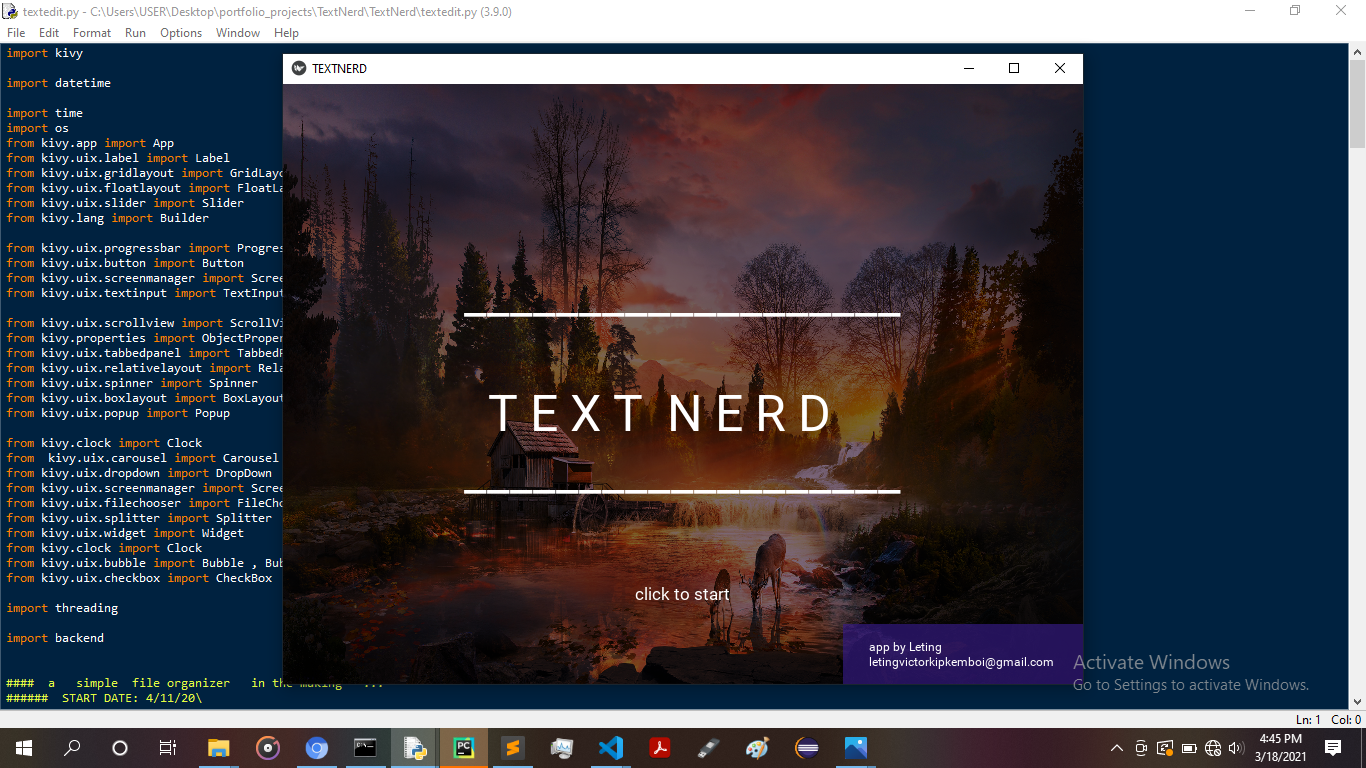 textedit.py - C:\Users\USER\Desktop\portfolio_projects\TextNerd\TextNerd\textedit.py (3.9.0)
File Edit Format Run Options Window Help
import kivy
import datetime
import time
import os
from kivy.app import App
from kivy.uix.label import Label
from kivy.uix.gridlayout import GridLayo
from kivy.uix.floatlayout import FloatLa
from kivy.uix.slider import Slider
from kivy.lang import Builder
from kivy.uix.progressbar import Progres
from kivy.uix.button import Button
from kivy.uix.screenmanager import Scree
from kivy.uix.textinput import TextInput
from kivy.uix.scrollview import ScrollVi
from kivy.properties import ObjectProper
from kivy.uix.tabbedpanel import TabbedP
from kivy.uix.relativelayout import Rela
from kivy.uix.spinner import Spinner
from kivy.uix.boxlayout import BoxLayout
from kivy.uix.popup import Popup
from kivy.clock import Clock
from  kivy.uix.carousel import Carousel
from kivy.uix.dropdown import DropDown
from kivy.uix.screenmanager import Scree
from kivy.uix.filechooser import FileCho
from kivy.uix.splitter import Splitter
from kivy.uix.widget import Widget
from kivy.clock import Clock
from kivy.uix.bubble import Bubble , Bub
from kivy.uix.checkbox import CheckBox
import threading
import backend
####  a   simple  file organizer   in the making   ...
######  START DATE: 4/11/20\
TEXTNERD
TEXT NERD
click to start
app by Leting
letingvictorkipkemboi@gmail.com
Activate Windows
Go to Settings to activate Windows.
Ln: 1 Col: 0
PC
4:45 PM
3/18/2021